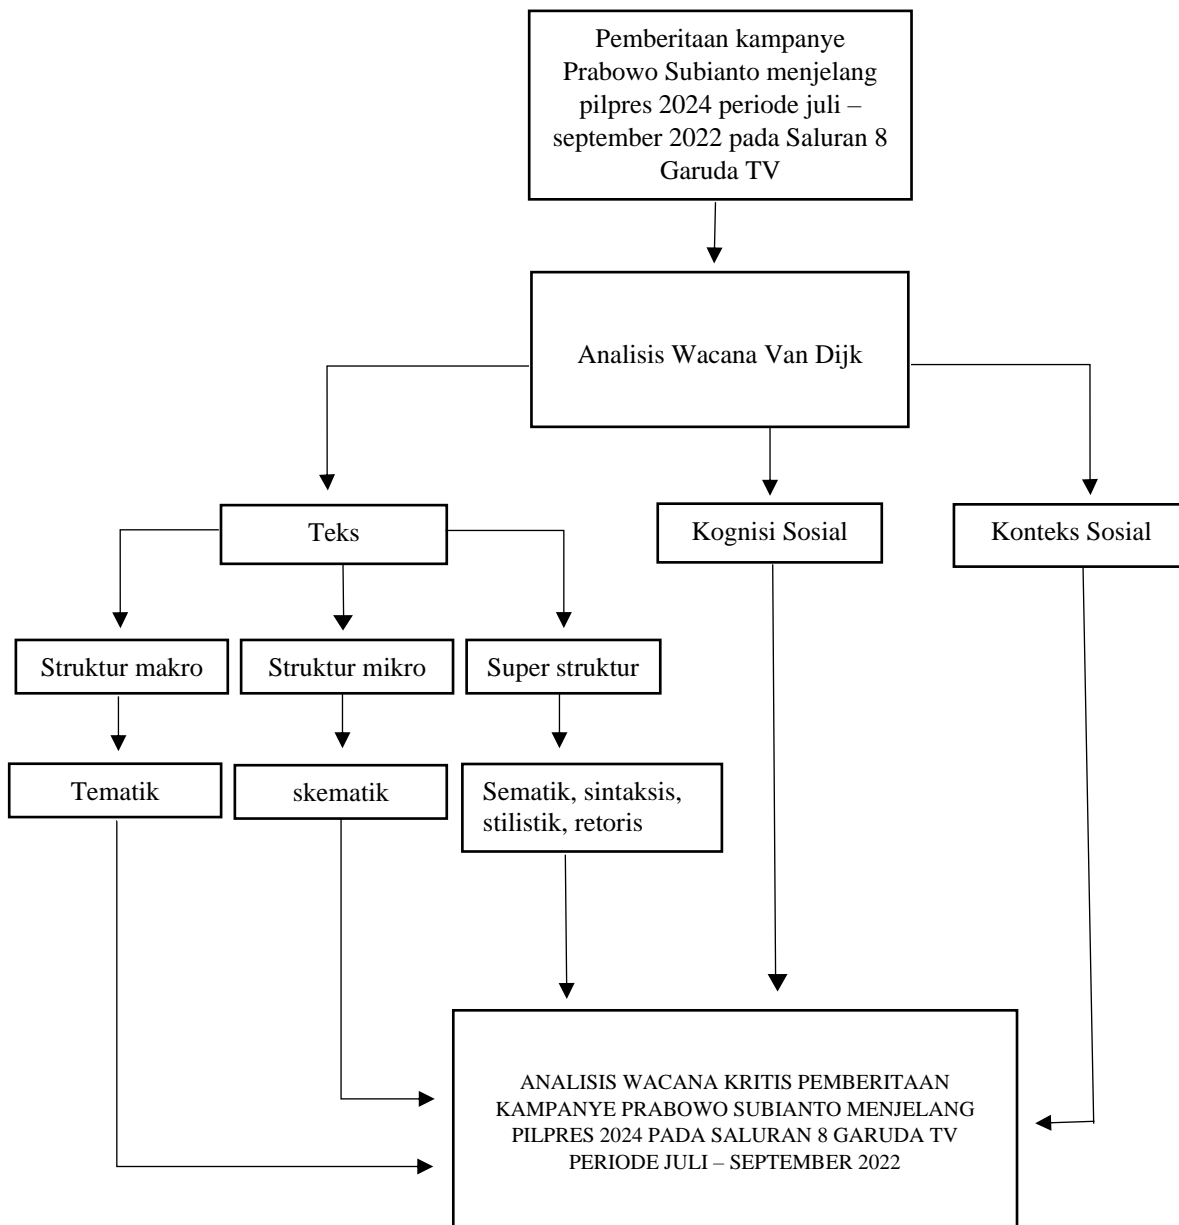 Pemberitaan kampanye
Prabowo Subianto menjelang
pilpres 2024 periode juli –
september 2022 pada Saluran 8
Garuda TV
Analisis Wacana Van Dijk
Teks
Kognisi Sosial
Konteks Sosial
Struktur makro
Struktur mikro
Super struktur
Tematik
skematik
Sematik, sintaksis,
stilistik, retoris
ANALISIS WACANA KRITIS PEMBERITAAN
KAMPANYE PRABOWO SUBIANTO MENJELANG
PILPRES 2024 PADA SALURAN 8 GARUDA TV
PERIODE JULI – SEPTEMBER 2022